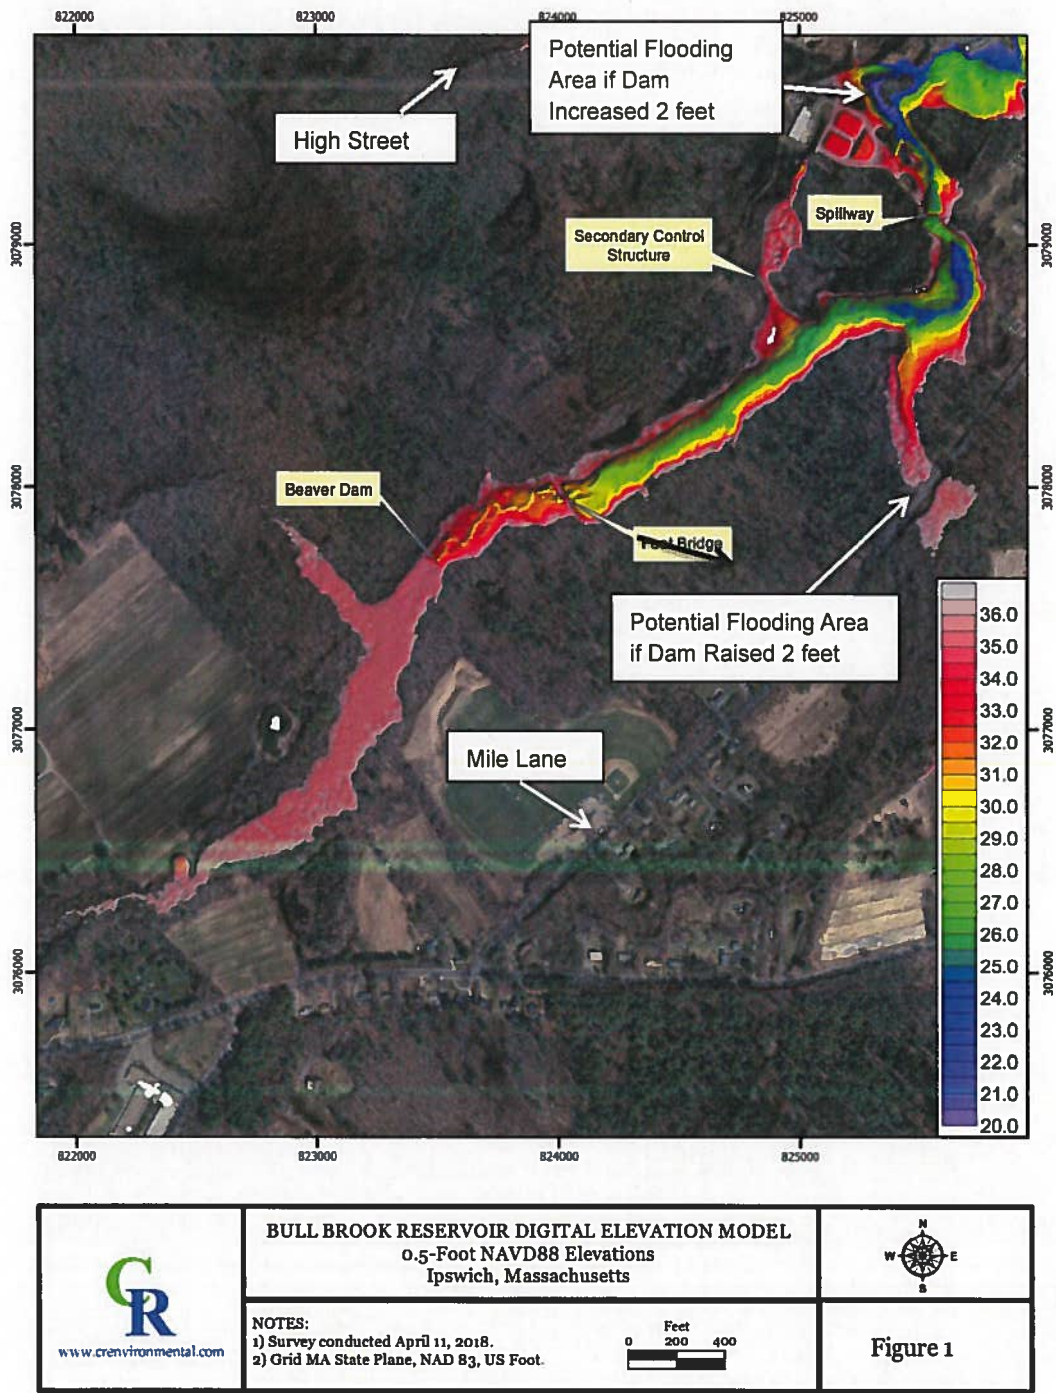 822000
823000
824000
825000
Potential Flooding
Area if Dam
Increased 2 feet
High Street
Spillway
Secondary Control
Structure
3079000
3079000
Beaver Dam
3078000
3078000
Foot Bridge
Potential Flooding Area
if Dam Raised 2 feet
36.0
35.0
34.0
33.0
32.0
31.0
30.0
29.0
28.0
27.0
26.0
25.0
24.0
23.0
22.0
21.0
20.0
3077000
3077000
Mile Lane
3076000
3076000
822000
823000
824000
825000
CR
www.crenvironmental.com
BULL BROOK RESERVOIR DIGITAL ELEVATION MODEL
0.5-Foot NAVD88 Elevations
Ipswich, Massachusetts
N
W
E
S
NOTES:
1) Survey conducted April 11, 2018.
2) Grid MA State Plane, NAD 83, US Foot.
Feet
0 200 400
Figure 1